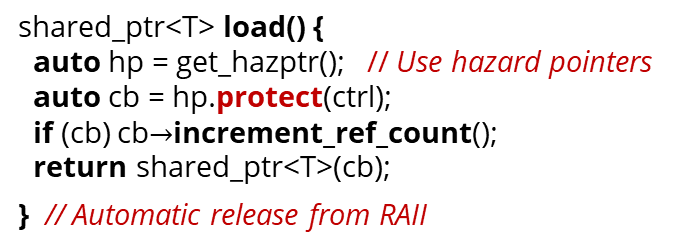 shared_ptr<T> load() {
auto hp = get_hazptr(); // Use hazard pointers
auto cb = hp.protect(ctrl);
if (cb) cb→increment_ref_count();
return shared_ptr<T>(cb);
} // Automatic release from RAII